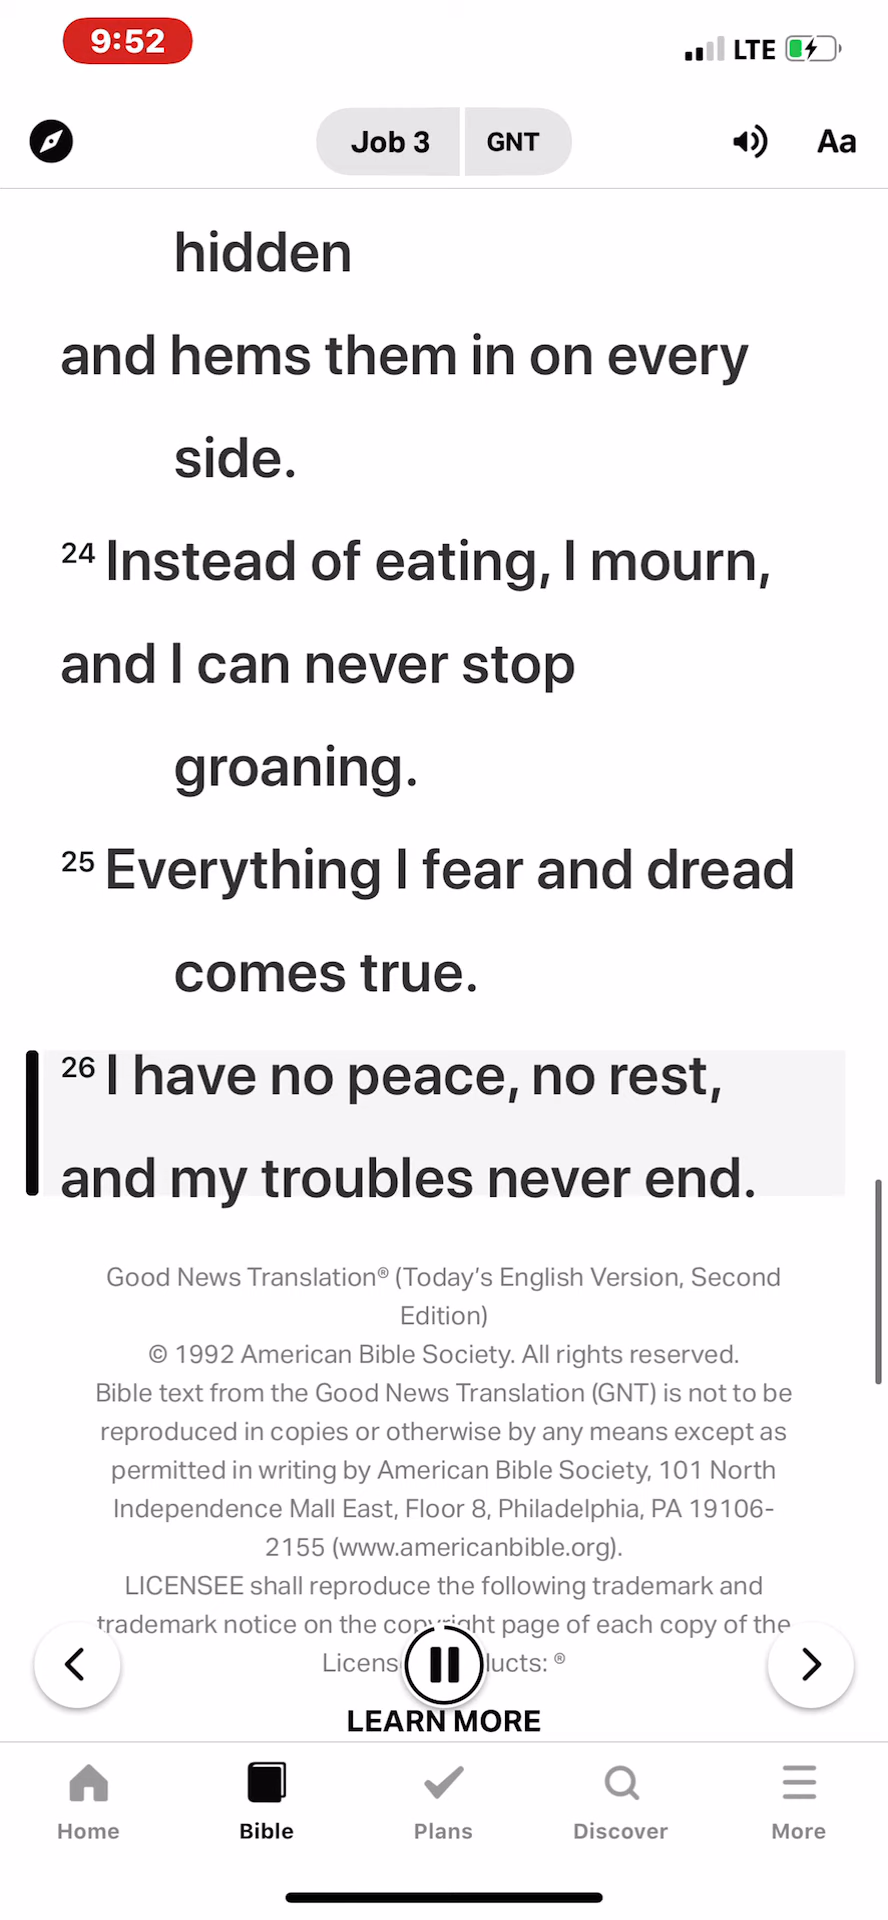 9:52
LTE
Job 3
GNT
Aa
hidden
and hems them in on every
side.
24 Instead of eating, I mourn,
and I can never stop
groaning.
25 Everything I fear and dread
comes true.
26 I have no peace, no rest,
and my troubles never end.
Good News Translation® (Today’s English Version, Second
Edition)
© 1992 American Bible Society. All rights reserved.
Bible text from the Good News Translation (GNT) is not to be
reproduced in copies or otherwise by any means except as
permitted in writing by American Bible Society, 101 North
Independence Mall East, Floor 8, Philadelphia, PA 19106-
2155 (www.americanbible.org).
LICENSEE shall reproduce the following trademark and
trademark notice on the copyright page of each copy of the
Licens lucts: ®
LEARN MORE
Home
Bible
Plans
Discover
More